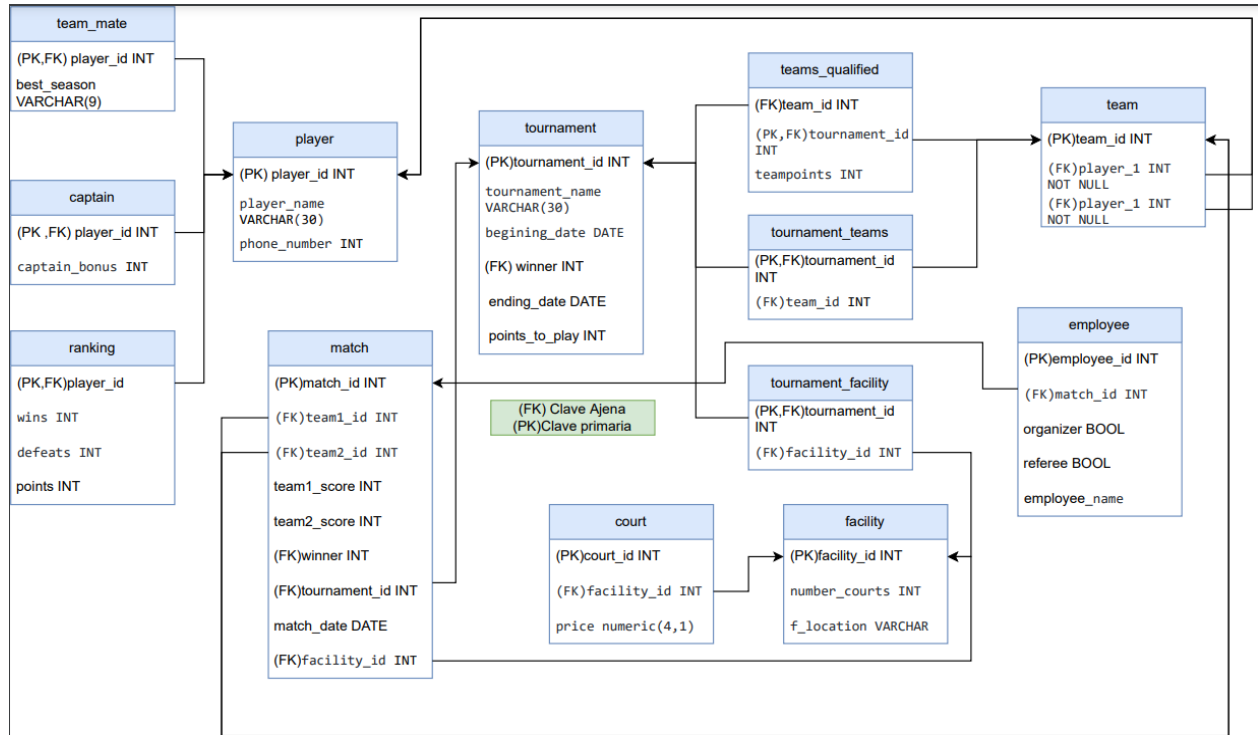 team_mate
(PK,FK) player_id INT
best_season
VARCHAR(9)
captain
(PK ,FK) player_id INT
captain_bonus INT
ranking
(PK,FK)player_id
wins INT
defeats INT
points INT
player
(PK) player_id INT
player_name
VARCHAR(30)
phone_number INT
match
(PK)match_id INT
(FK)team1_id INT
(FK)team2_id INT
team1_score INT
team2_score INT
(FK)winner INT
(FK)tournament_id INT
match_date DATE
(FK)facility_id INT
tournament
(PK)tournament_id INT
tournament_name
VARCHAR(30)
begining_date DATE
(FK) winner INT
ending_date DATE
points_to_play INT
(FK) Clave Ajena
(PK)Clave primaria
court
(PK)court_id INT
(FK)facility_id INT
price numeric(4,1)
teams_qualified
(FK)team_id INT
(PK,FK)tournament_id
INT
teampoints INT
tournament_teams
(PK,FK)tournament_id
INT
(FK)team_id INT
tournament_facility
(PK,FK)tournament_id
INT
(FK)facility_id INT
facility
(PK)facility_id INT
number_courts INT
f_location VARCHAR
team
(PK)team_id INT
(FK)player_1 INT
NOT NULL
(FK)player_1 INT
NOT NULL
employee
(PK)employee_id INT
(FK)match_id INT
organizer BOOL
referee BOOL
employee_name